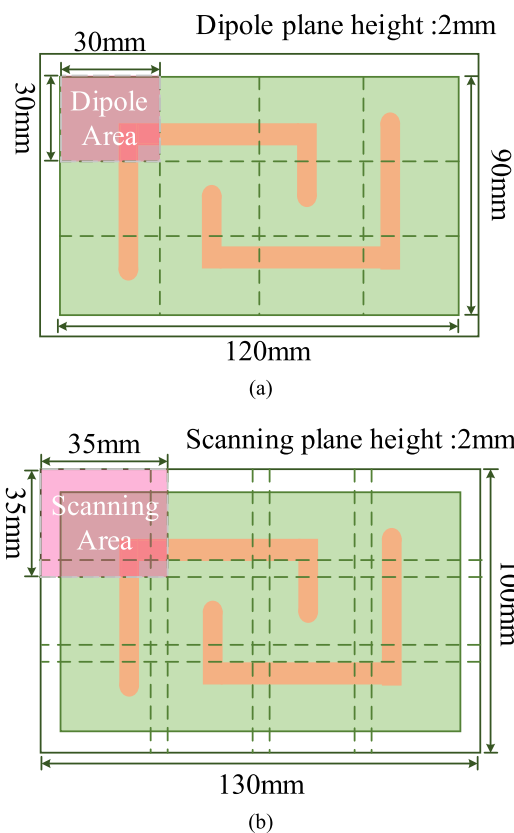 Dipole plane height :2mm
30mm
30mm
Dipole
Area
90mm
120mm
(a)
Scanning plane height :2mm
35mm
35mm
Scanning
Area
100mm
130mm
(b)